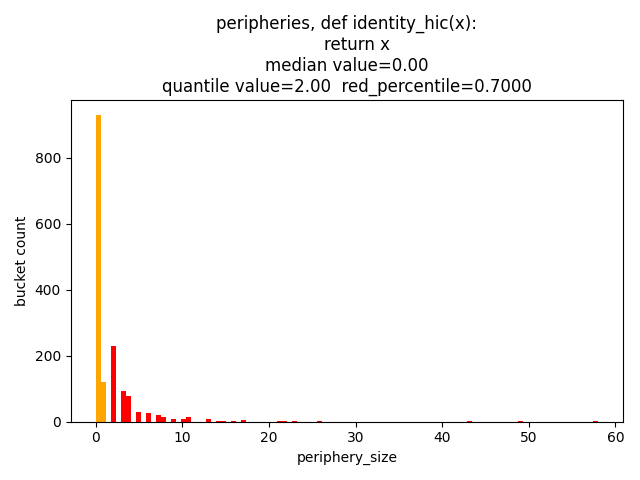 peripheries, def identity_hic(x):
return x
median value=0.00
quantile value=2.00  red_percentile=0.7000
bucket count
800
600
400
200
0
0 10 20 30 40 50 60
periphery_size